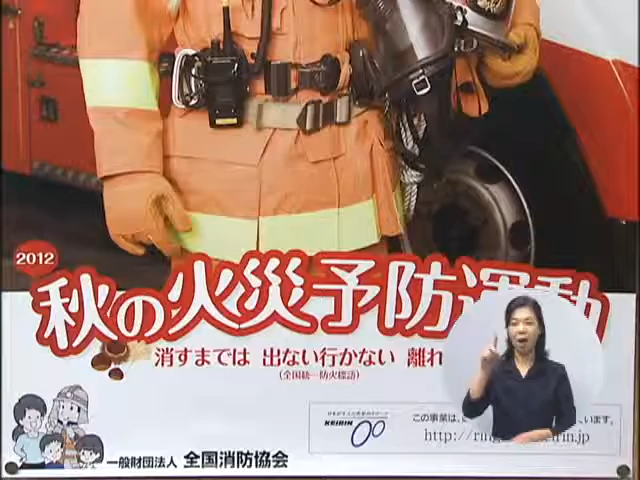 2012
秋の火災予防運動
消すまでは 出ない行かない 離れ
(全国統一防火標語)
KEIRIN
この事業は、
います。
http://
rin.jp
一般財団法人 全国消防協会